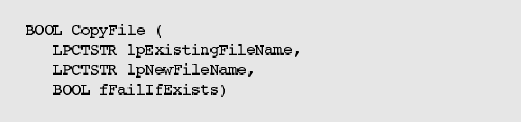 BOOL CopyFile (
   LPCTSTR lpExistingFileName,
   LPCTSTR lpNewFileName,
   BOOL fFailIfExists)